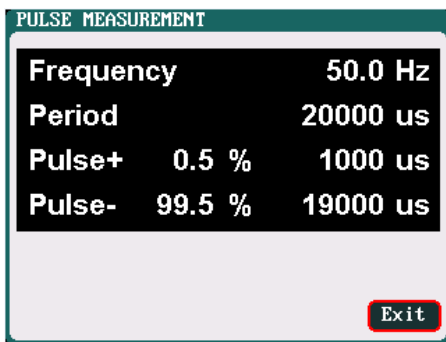 PULSE MEASUREMENT
Frequency 50.0 Hz
Period 20000 us
Pulse+ 0.5 % 1000 us
Pulse- 99.5 % 19000 us
Exit